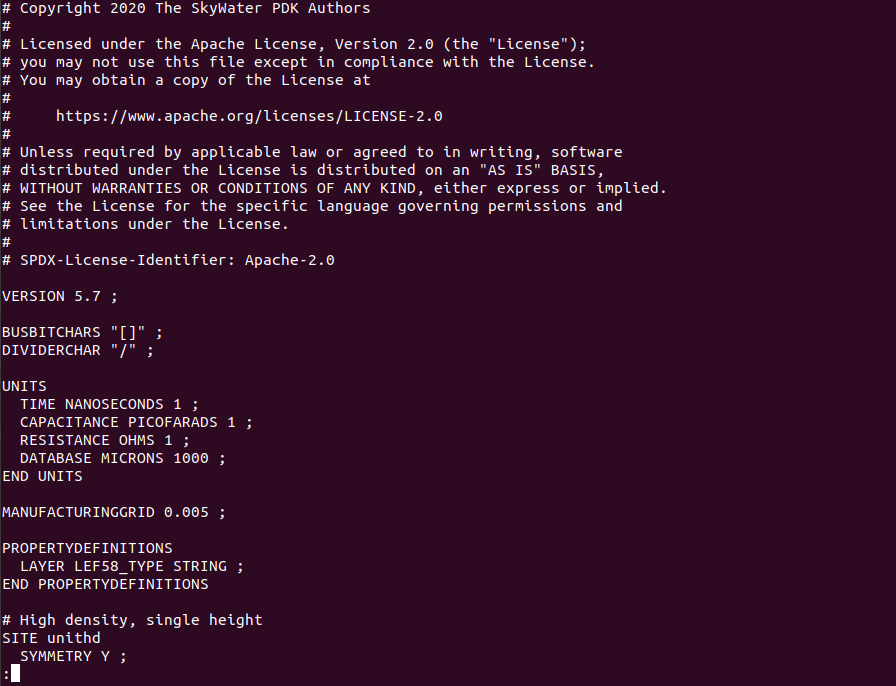 # Copyright 2020 The SkyWater PDK Authors
#
# Licensed under the Apache License, Version 2.0 (the "License");
# you may not use this file except in compliance with the License.
# You may obtain a copy of the License at
#
#     https://www.apache.org/licenses/LICENSE-2.0
#
# Unless required by applicable law or agreed to in writing, software
# distributed under the License is distributed on an "AS IS" BASIS,
# WITHOUT WARRANTIES OR CONDITIONS OF ANY KIND, either express or implied.
# See the License for the specific language governing permissions and
# limitations under the License.
#
# SPDX-License-Identifier: Apache-2.0

VERSION 5.7 ;

BUSBITCHARS "[]" ;
DIVIDERCHAR "/" ;

UNITS
  TIME NANOSECONDS 1 ;
  CAPACITANCE PICOFARADS 1 ;
  RESISTANCE OHMS 1 ;
  DATABASE MICRONS 1000 ;
END UNITS

MANUFACTURINGGRID 0.005 ;

PROPERTYDEFINITIONS
  LAYER LEF58_TYPE STRING ;
END PROPERTYDEFINITIONS

# High density, single height
SITE unithd
  SYMMETRY Y ;
: